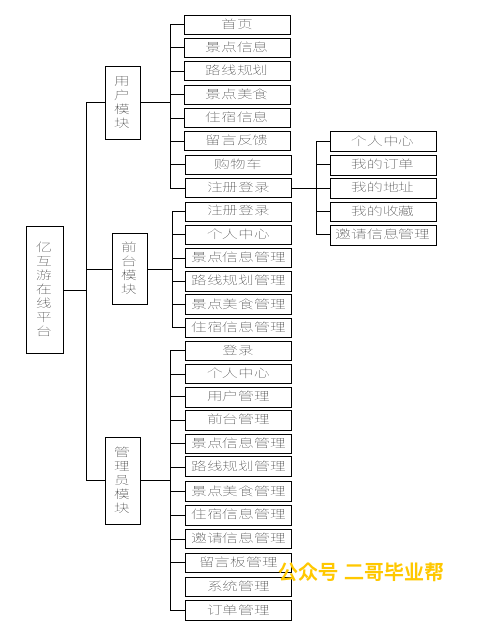 亿互游在线平台
用户模块
首页
景点信息
路线规划
景点美食
住宿信息
留言反馈
购物车
注册登录
个人中心
我的订单
我的地址
我的收藏
邀请信息管理
前台模块
注册登录
个人中心
景点信息管理
路线规划管理
景点美食管理
住宿信息管理
管理员模块
登录
个人中心
用户管理
前台管理
景点信息管理
路线规划管理
景点美食管理
住宿信息管理
邀请信息管理
留言板管理
系统管理
订单管理
公众号 二哥毕业帮